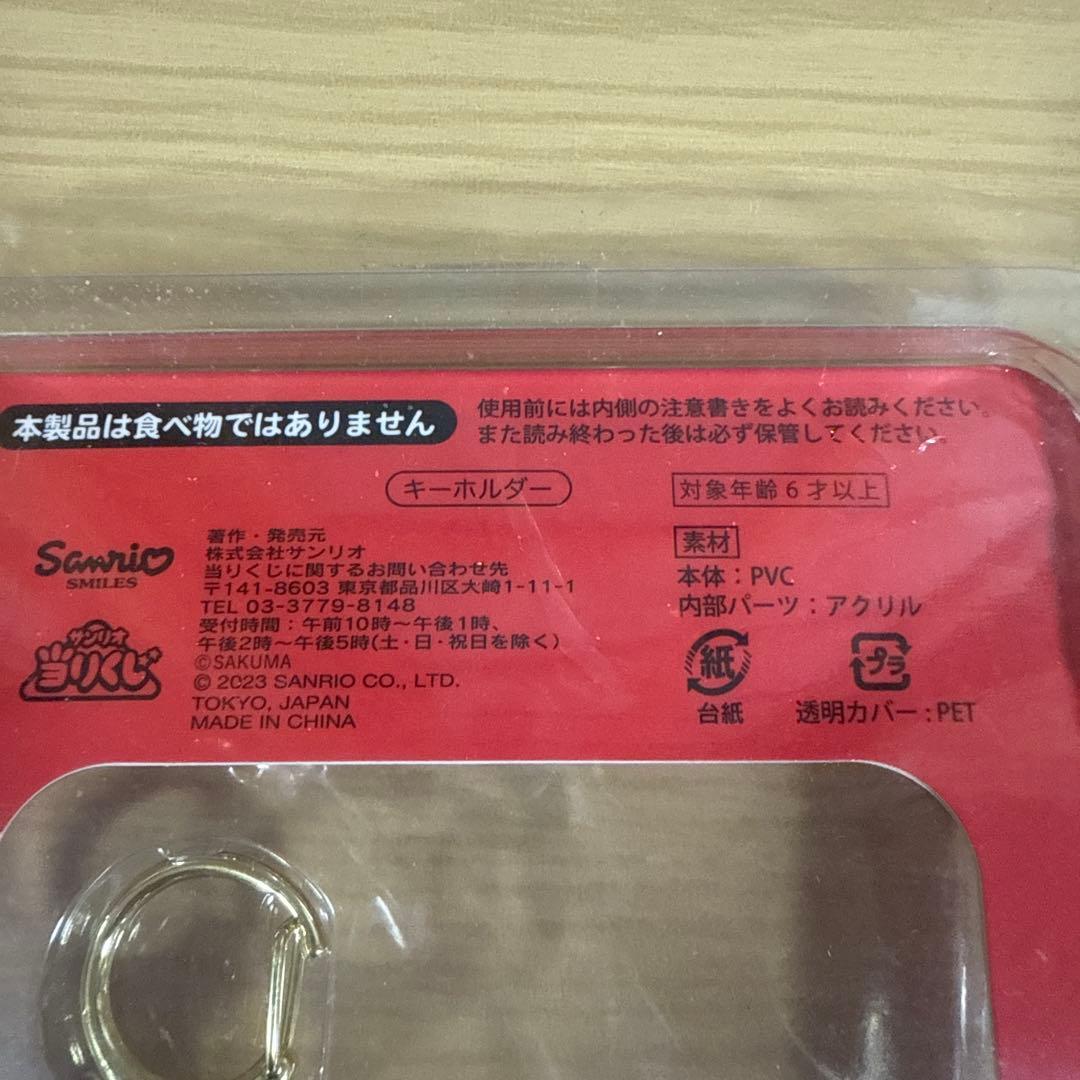 本製品は食べ物ではありません
使用前には内側の注意書きをよくお読みください。
また読み終わった後は必ず保管してください。
キーホルダー
対象年齢6才以上
Sanrio
SMILES
サンリオ
当りくじ
著作・発売元
株式会社サンリオ
当りくじに関するお問い合わせ先
〒141-8603 東京都品川区大崎1-11-1
TEL 03-3779-8148
受付時間：午前10時～午後1時、
午後2時～午後5時(土・日・祝日を除く)
©SAKUMA
© 2023 SANRIO CO., LTD.
TOKYO, JAPAN
MADE IN CHINA
素材
本体：PVC
内部パーツ：アクリル
紙
台紙
プラ
透明カバー：PET